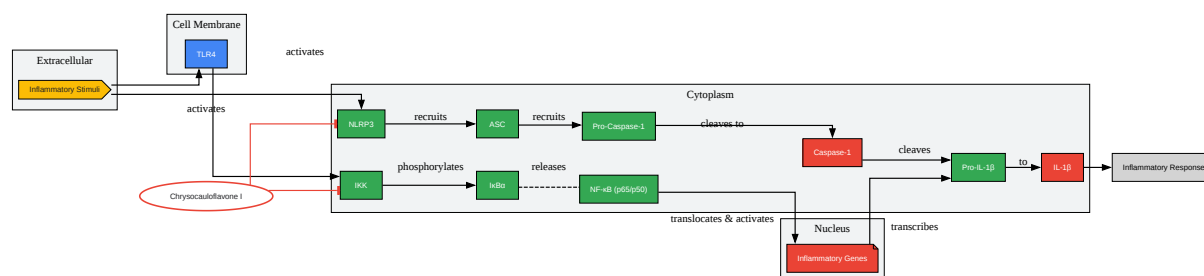 Cell Membrane
TLR4
activates
Extracellular
Inflammatory Stimuli
activates
Cytoplasm
NLRP3
recruits
ASC
recruits
Pro-Caspase-1
cleaves to
Caspase-1
cleaves
Pro-IL-1β
to
IL-1β
Inflammatory Response
IKK
phosphorylates
IκBα
releases
NF-κB (p65/p50)
Chrysocauloflavone I
translocates & activates
Nucleus
transcribes
Inflammatory Genes